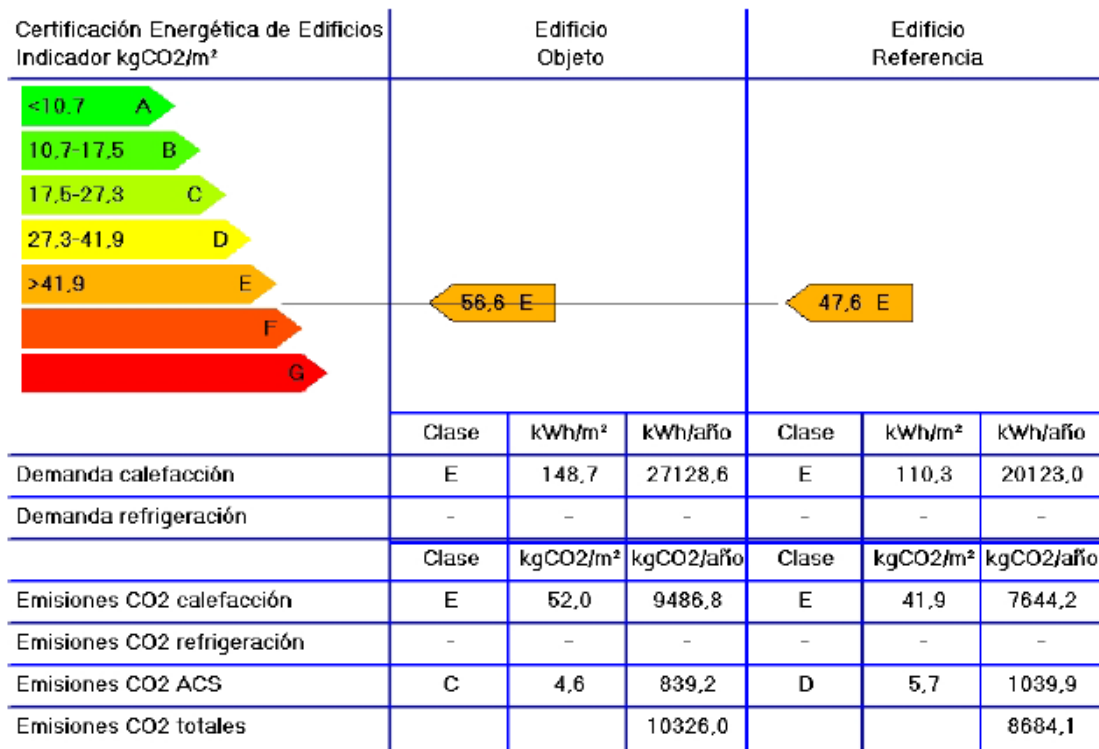 Certificación Energética de Edificios
Indicador kgCO2/m²
Edificio
Objeto
Edificio
Referencia
<10,7 A
10,7-17,5 B
17,5-27,3 C
27,3-41,9 D
>41,9 E
F
G
56,6 E
47,6 E
Clase kWh/m² kWh/año Clase kWh/m² kWh/año
Demanda calefacción E 148,7 27128,6 E 110,3 20123,0
Demanda refrigeración - - - - - -
Clase kgCO2/m² kgCO2/año Clase kgCO2/m² kgCO2/año
Emisiones CO2 calefacción E 52,0 9486,8 E 41,9 7644,2
Emisiones CO2 refrigeración - - - - - -
Emisiones CO2 ACS C 4,6 839,2 D 5,7 1039,9
Emisiones CO2 totales 10326,0 8684,1